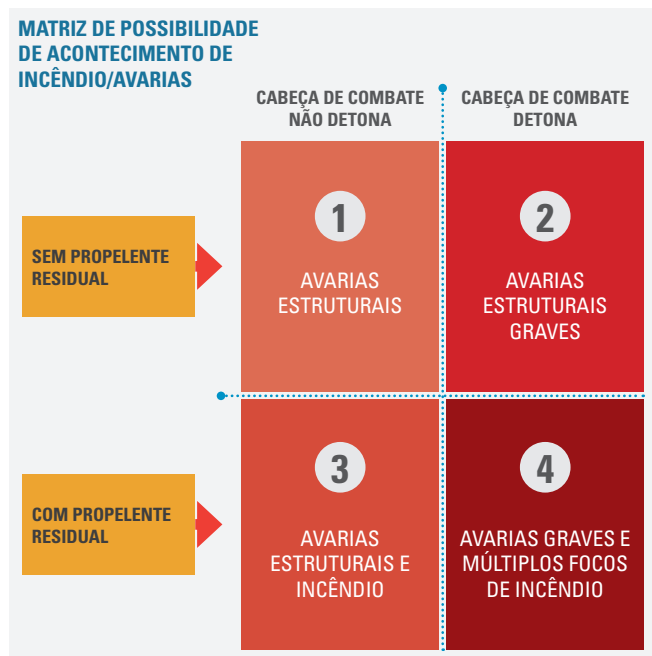 MATRIZ DE POSSIBILIDADE
DE ACONTECIMENTO DE
INCÊNDIO/AVARIAS
CABEÇA DE COMBATE
NÃO DETONA
CABEÇA DE COMBATE
DETONA
SEM PROPELENTE
RESIDUAL
1
AVARIAS
ESTRUTURAIS
2
AVARIAS
ESTRUTURAIS
GRAVES
COM PROPELENTE
RESIDUAL
3
AVARIAS
ESTRUTURAIS E
INCÊNDIO
4
AVARIAS GRAVES E
MÚLTIPLOS FOCOS
DE INCÊNDIO